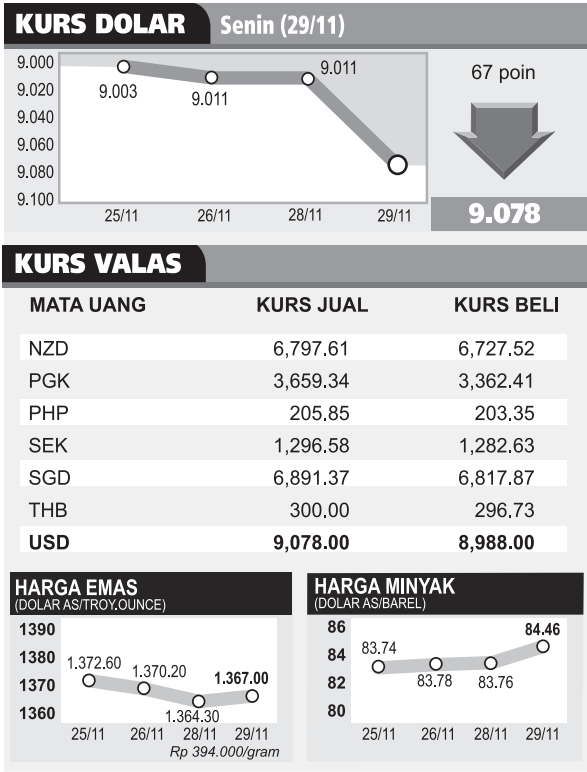 KURS DOLAR Senin (29/11)
9.000
9.020
9.040
9.060
9.080
9.100
9.003
9.011
9.011
25/11 26/11 28/11 29/11
67 poin
9.078
KURS VALAS
MATA UANG KURS JUAL KURS BELI
NZD 6,797.61 6,727.52
PGK 3,659.34 3,362.41
PHP 205.85 203.35
SEK 1,296.58 1,282.63
SGD 6,891.37 6,817.87
THB 300.00 296.73
USD 9,078.00 8,988.00
HARGA EMAS
(DOLAR AS/TROY.OUNCE)
1390
1380
1370
1360
1.372.60
1.370.20
1.364.30
1.367.00
25/11 26/11 28/11 29/11
Rp 394.000/gram
HARGA MINYAK
(DOLAR AS/BAREL)
86
84
82
80
83.74
83.78
83.76
84.46
25/11 26/11 28/11 29/11